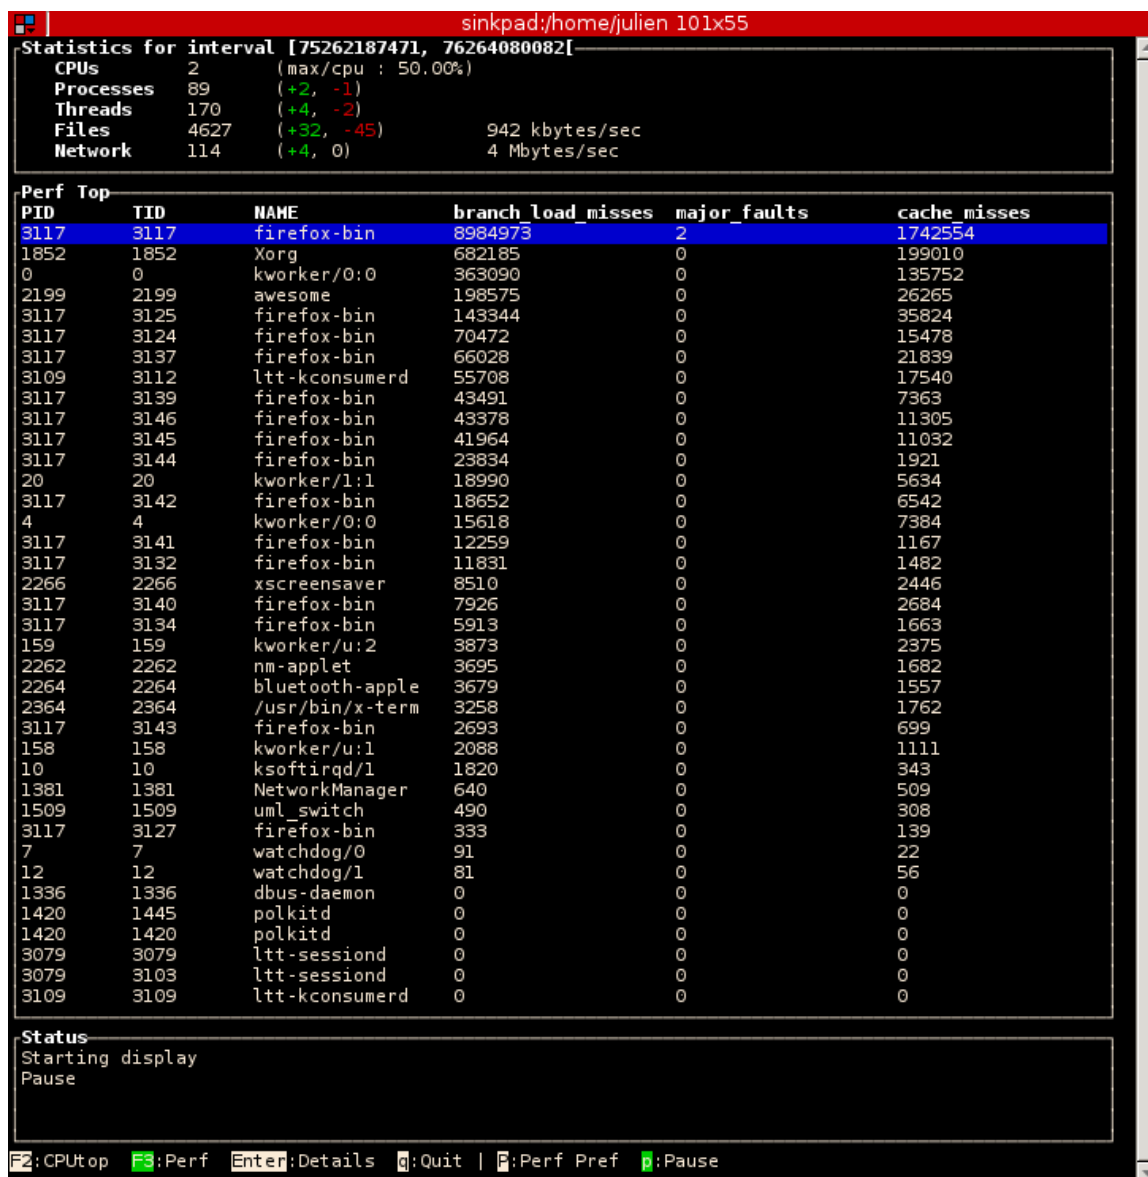 sinkpad:/home/julien 101x55
Statistics for interval [75262187471, 76264080082[
CPUs 2 (max/cpu : 50.00%)
Processes 89 (+2, -1)
Threads 170 (+4, -2)
Files 4627 (+32, -45) 942 kbytes/sec
Network 114 (+4, 0) 4 Mbytes/sec
Perf Top
PID TID NAME branch_load_misses major_faults cache_misses
3117 3117 firefox-bin 8984973 2 1742554
1852 1852 Xorg 682185 0 199010
0 0 kworker/0:0 363090 0 135752
2199 2199 awesome 198575 0 26265
3117 3125 firefox-bin 143344 0 35824
3117 3124 firefox-bin 70472 0 15478
3117 3137 firefox-bin 66028 0 21839
3109 3112 ltt-kconsumerd 55708 0 17540
3117 3139 firefox-bin 43491 0 7363
3117 3146 firefox-bin 43378 0 11305
3117 3145 firefox-bin 41964 0 11032
3117 3144 firefox-bin 23834 0 1921
20 20 kworker/1:1 18990 0 5634
3117 3142 firefox-bin 18652 0 6542
4 4 kworker/0:0 15618 0 7384
3117 3141 firefox-bin 12259 0 1167
3117 3132 firefox-bin 11831 0 1482
2266 2266 xscreensaver 8510 0 2446
3117 3140 firefox-bin 7926 0 2684
3117 3134 firefox-bin 5913 0 1663
159 159 kworker/u:2 3873 0 2375
2262 2262 nm-applet 3695 0 1682
2264 2264 bluetooth-apple 3679 0 1557
2364 2364 /usr/bin/x-term 3258 0 1762
3117 3143 firefox-bin 2693 0 699
158 158 kworker/u:1 2088 0 1111
10 10 ksoftirqd/1 1820 0 343
1381 1381 NetworkManager 640 0 509
1509 1509 uml_switch 490 0 308
3117 3127 firefox-bin 333 0 139
7 7 watchdog/0 91 0 22
12 12 watchdog/1 81 0 56
1336 1336 dbus-daemon 0 0 0
1420 1445 polkitd 0 0 0
1420 1420 polkitd 0 0 0
3079 3079 ltt-sessiond 0 0 0
3079 3103 ltt-sessiond 0 0 0
3109 3109 ltt-kconsumerd 0 0 0
Status
Starting display
Pause
F2:CPUtop F3:Perf Enter:Details q:Quit | P:Perf Pref p:Pause